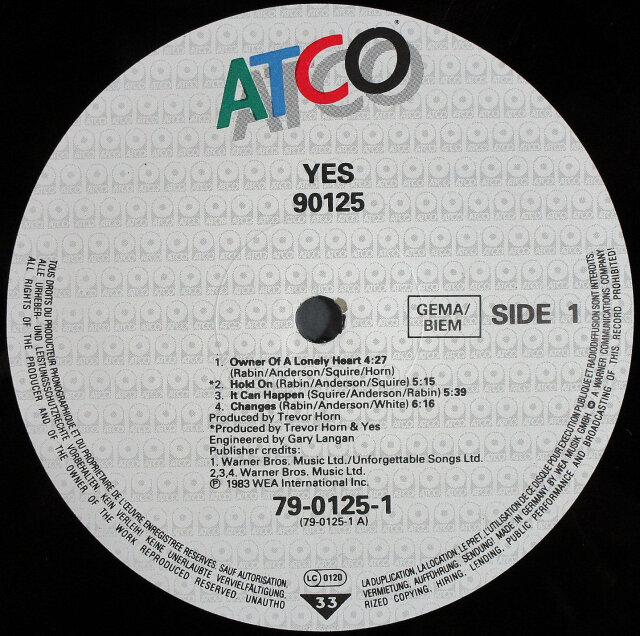 ATCO
YES
90125
GEMA/
BIEM
SIDE 1
1. Owner Of A Lonely Heart 4:27
(Rabin/Anderson/Squire/Horn)
*2. Hold On (Rabin/Anderson/Squire) 5:15
3. It Can Happen (Squire/Anderson/Rabin) 5:39
4. Changes (Rabin/Anderson/White) 6:16
Produced by Trevor Horn
*Produced by Trevor Horn & Yes
Engineered by Gary Langan
Publisher credits:
1. Warner Bros. Music Ltd./Unforgettable Songs Ltd.
2,3,4. Warner Bros. Music Ltd.
℗ 1983 WEA International Inc.
79-0125-1
(79-0125-1 A)
LC 0120
33
TOUS DROITS DU PRODUCTEUR PHONOGRAPHIQUE ET DU PROPRIETAIRE DE L'ŒUVRE ENREGISTREE RESERVES. SAUF AUTORISATION,
LA DUPLICATION, LA LOCATION, LE PRET, L'UTILISATION DE CE DISQUE POUR EXECUTION PUBLIQUE ET RADIODIFFUSION SONT INTERDITS.
ALLE URHEBER- UND LEISTUNGSSCHUTZRECHTE VORBEHALTEN. KEIN VERLEIH! KEINE UNERLAUBTE VERVIELFÄLTIGUNG,
VERMIETUNG, AUFFÜHRUNG, SENDUNG! MADE IN GERMANY BY WEA MUSIK GMBH. A WARNER COMMUNICATIONS COMPANY
ALL RIGHTS OF THE PRODUCER AND OF THE OWNER OF THE WORK REPRODUCED RESERVED. UNAUTHO
RIZED COPYING, HIRING, LENDING, PUBLIC PERFORMANCE AND BROADCASTING OF THIS RECORD PROHIBITED!